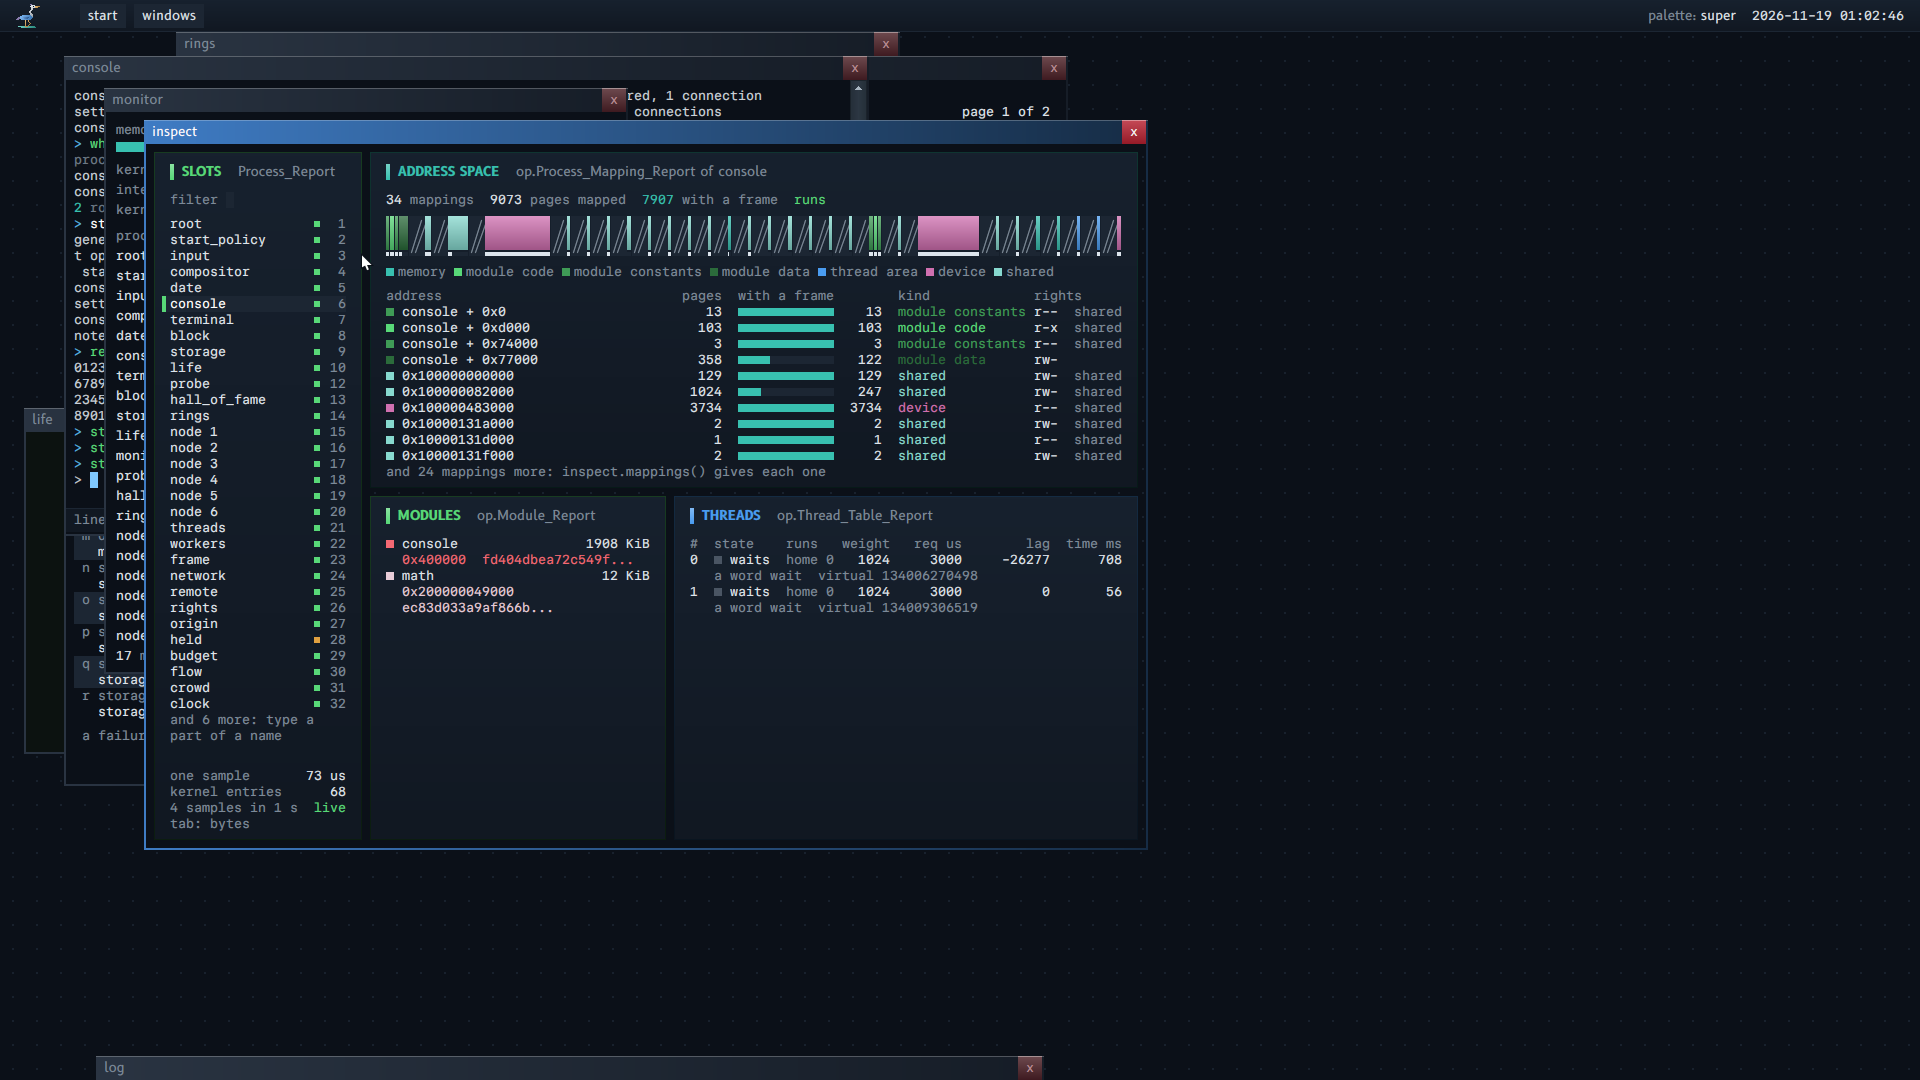 start windows palette: super 2026-11-19 01:02:46
rings x
console x x
red, 1 connection
connections page 1 of 2
monitor x
inspect x
SLOTS Process_Report
filter
root 1
start_policy 2
input 3
compositor 4
date 5
console 6
terminal 7
block 8
storage 9
life 10
probe 12
hall_of_fame 13
rings 14
node 1 15
node 2 16
node 3 17
node 4 18
node 5 19
node 6 20
threads 21
workers 22
frame 23
network 24
remote 25
rights 26
origin 27
held 28
budget 29
flow 30
crowd 31
clock 32
and 6 more: type a
part of a name
one sample 73 us
kernel entries 68
4 samples in 1 s live
tab: bytes
ADDRESS SPACE op.Process_Mapping_Report of console
34 mappings 9073 pages mapped 7907 with a frame runs
memory module code module constants module data thread area device shared
address pages with a frame kind rights
console + 0x0 13 13 module constants r-- shared
console + 0xd000 103 103 module code r-x shared
console + 0x74000 3 3 module constants r-- shared
console + 0x77000 358 122 module data rw-
0x100000000000 129 129 shared rw- shared
0x100000082000 1024 247 shared rw- shared
0x100000483000 3734 3734 device r-- shared
0x10000131a000 2 2 shared rw- shared
0x10000131d000 1 1 shared r-- shared
0x10000131f000 2 2 shared rw- shared
and 24 mappings more: inspect.mappings() gives each one
MODULES op.Module_Report
console 1908 KiB
0x400000 fd404dbea72c549f...
math 12 KiB
0x200000049000
ec83d033a9af866b...
THREADS op.Thread_Table_Report
# state runs weight req us lag time ms
0 waits home 0 1024 3000 -26277 708
a word wait virtual 134006270498
1 waits home 0 1024 3000 0 56
a word wait virtual 134009306519
life
log x